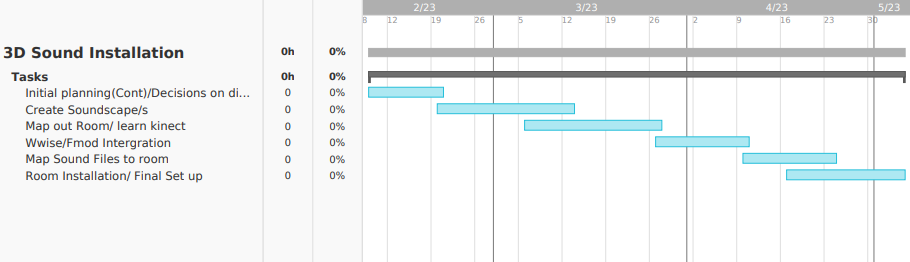 2/23 3/23 4/23 5/23
8 12 19 26 5 12 19 26 2 9 16 23 30
3D Sound Installation 0h 0%
Tasks 0h 0%
Initial planning(Cont)/Decisions on di... 0 0%
Create Soundscape/s 0 0%
Map out Room/ learn kinect 0 0%
Wwise/Fmod Intergration 0 0%
Map Sound Files to room 0 0%
Room Installation/ Final Set up 0 0%